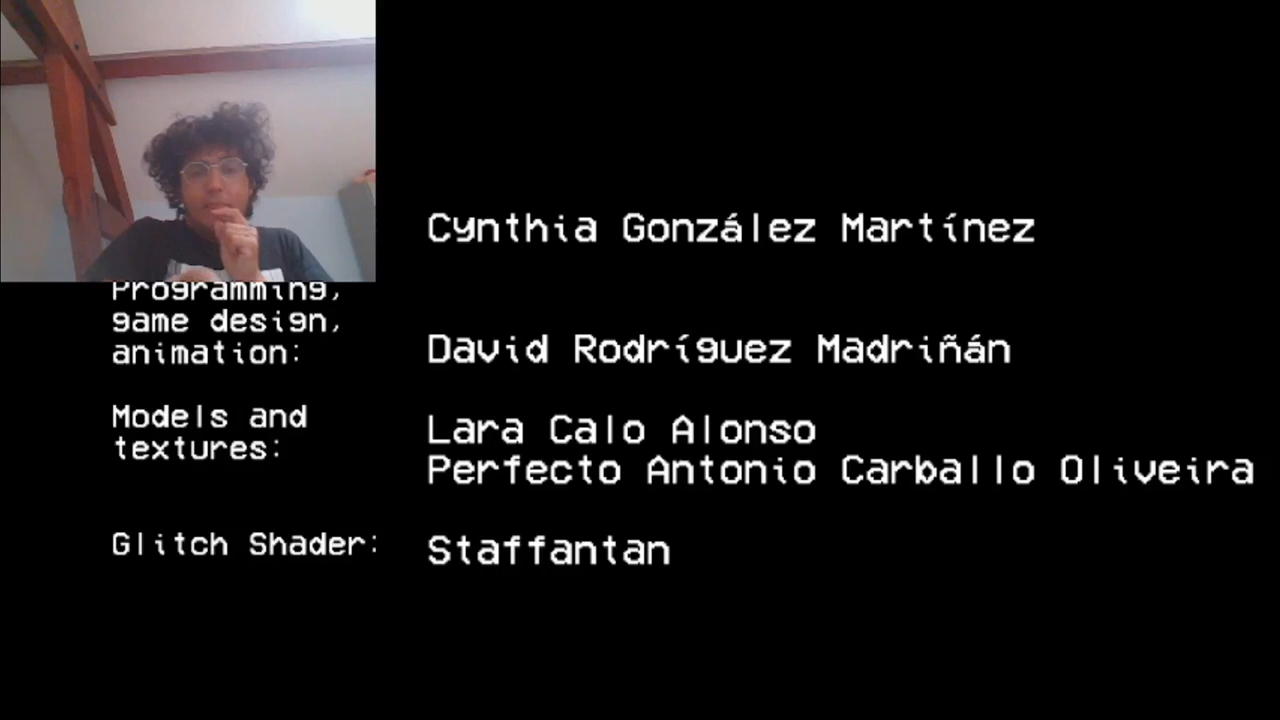 Cynthia González Martínez
Programming,
game design,
animation:
David Rodríguez Madriñán
Models and
textures:
Lara Calo Alonso
Perfecto Antonio Carballo Oliveira
Glitch Shader:
Staffantan